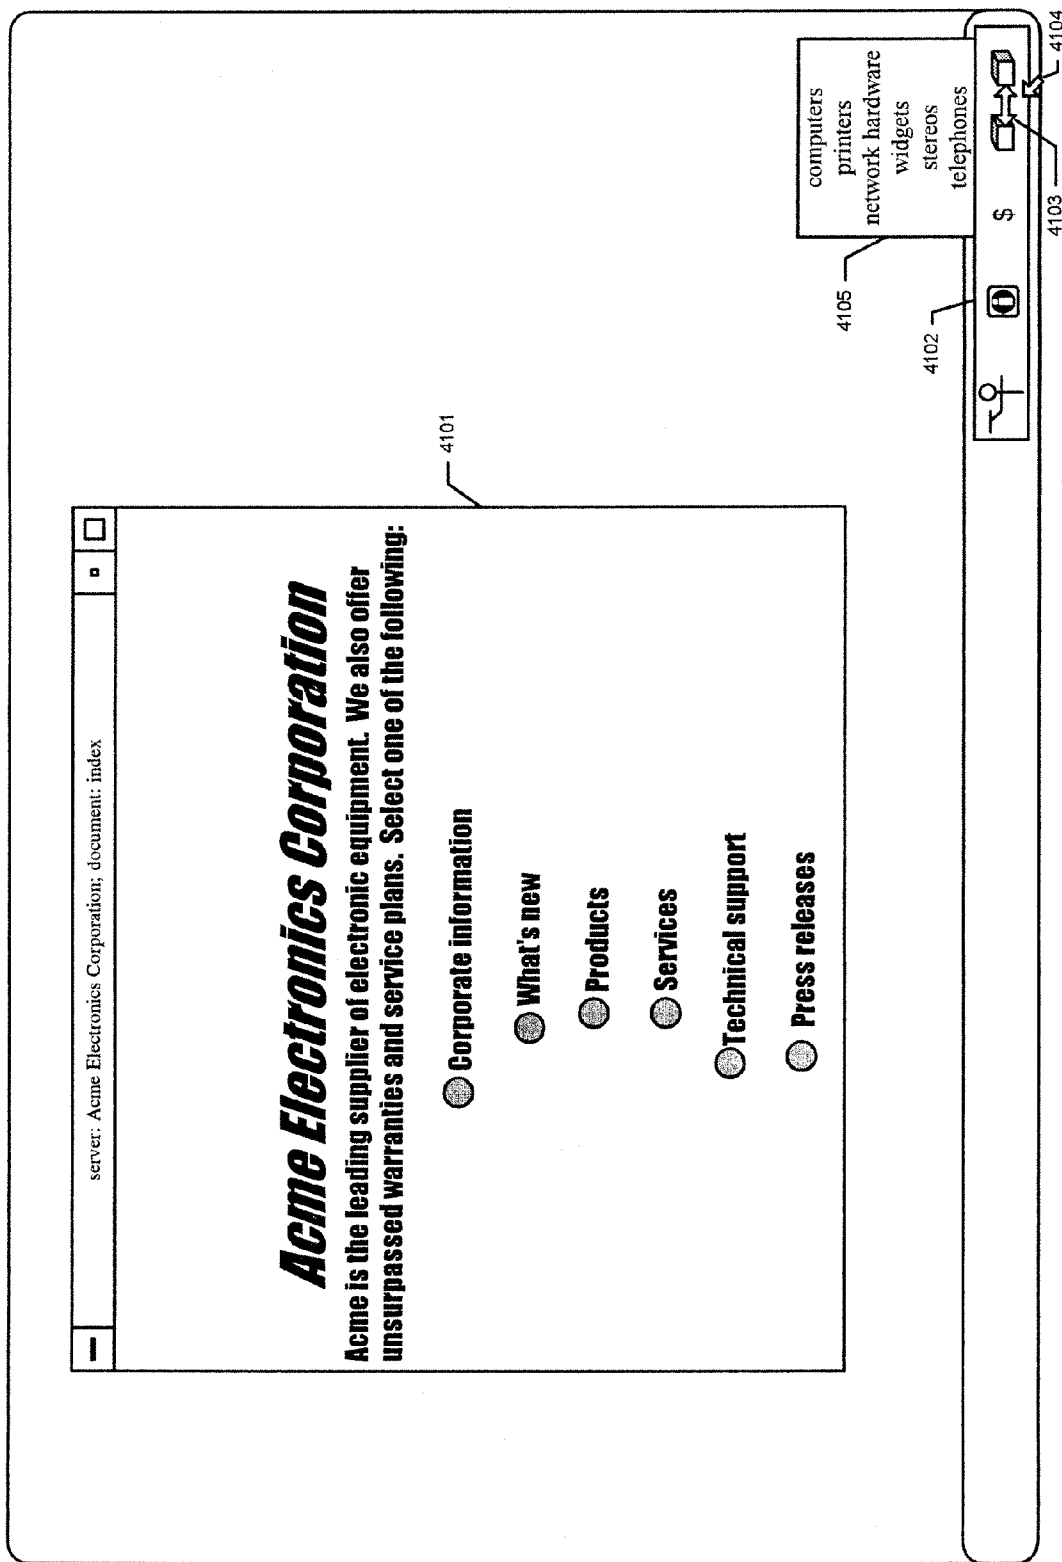 server: Acme Electronics Corporation; document: index
Acme Electronics Corporation
Acme is the leading supplier of electronic equipment. We also offer
unsurpassed warranties and service plans. Select one of the following:
Corporate information
What's new
Products
Services
Technical support
Press releases
4101
computers
printers
network hardware
widgets
stereos
telephones
4105
4102
$
4103
4104